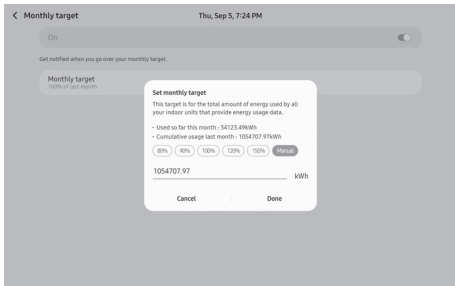 Monthly target
Thu, Sep 5, 7:24 PM
On
Get notified when you go over your monthly target.
Monthly target
100% of last month
Set monthly target
This target is for the total amount of energy used by all
your indoor units that provide energy usage data.
· Used so far this month : 34123.49kWh
· Cumulative usage last month : 1054707.97kWh
80% 90% 100% 120% 150% Manual
1054707.97 kWh
Cancel Done